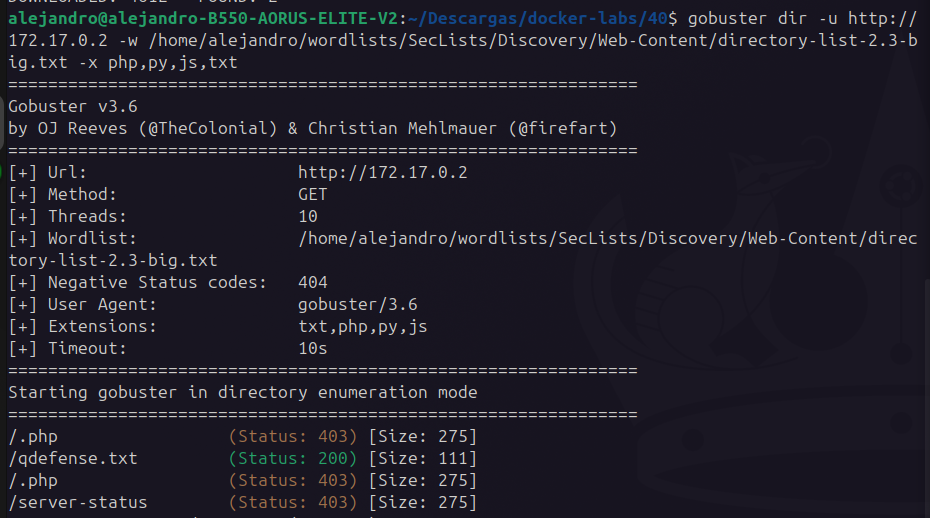 alejandro@alejandro-B550-AORUS-ELITE-V2:~/Descargas/docker-labs/40$ gobuster dir -u http://
172.17.0.2 -w /home/alejandro/wordlists/SecLists/Discovery/Web-Content/directory-list-2.3-b
ig.txt -x php,py,js,txt
===============================================================
Gobuster v3.6
by OJ Reeves (@TheColonial) & Christian Mehlmauer (@firefart)
===============================================================
[+] Url:                     http://172.17.0.2
[+] Method:                  GET
[+] Threads:                 10
[+] Wordlist:                /home/alejandro/wordlists/SecLists/Discovery/Web-Content/direc
tory-list-2.3-big.txt
[+] Negative Status codes:   404
[+] User Agent:              gobuster/3.6
[+] Extensions:              txt,php,py,js
[+] Timeout:                 10s
===============================================================
Starting gobuster in directory enumeration mode
===============================================================
/.php                 (Status: 403) [Size: 275]
/qdefense.txt         (Status: 200) [Size: 111]
/.php                 (Status: 403) [Size: 275]
/server-status        (Status: 403) [Size: 275]